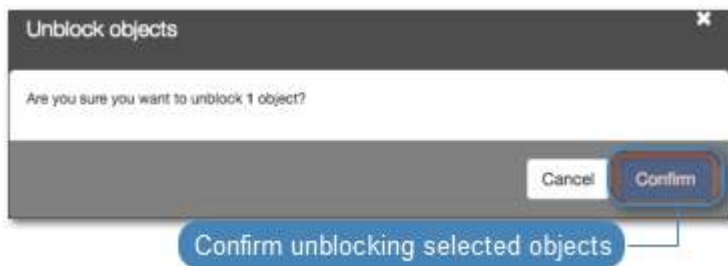 Unblock objects
Are you sure you want to unblock 1 object?
Cancel Confirm
Confirm unblocking selected objects